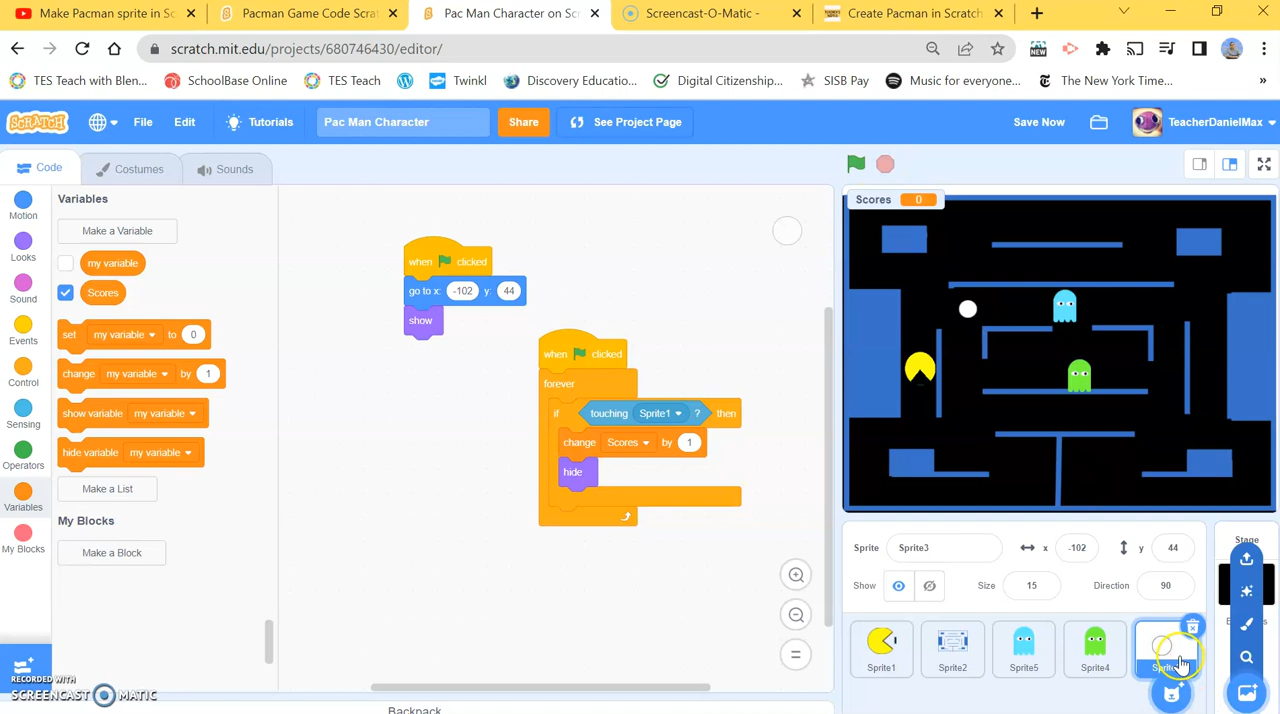 Make Pacman sprite in Sc
Pacman Game Code Scrat
Pac Man Character on Scr
Screencast-O-Matic -
Create Pacman in Scratch
scratch.mit.edu/projects/680746430/editor/
NEW
TES Teach with Blen...
SchoolBase Online
TES Teach
Twinkl
Discovery Educatio...
Digital Citizenship...
SISB Pay
Music for everyone...
The New York Time...
SCRATCH
File
Edit
Tutorials
Pac Man Character
Share
See Project Page
Save Now
TeacherDanielMax
Code
Costumes
Sounds
Motion
Looks
Sound
Events
Control
Sensing
Operators
Variables
My Blocks
Variables
Make a Variable
my variable
Scores
set my variable to 0
change my variable by 1
show variable my variable
hide variable my variable
Make a List
My Blocks
Make a Block
when clicked
go to x: -102 y: 44
show
when clicked
forever
if touching Sprite1 ? then
change Scores by 1
hide
Scores 0
Sprite Sprite3 x -102 y 44
Show Size 15 Direction 90
Sprite1
Sprite2
Sprite5
Sprite4
Stage
Backpack
RECORDED WITH
SCREENCAST MATIC